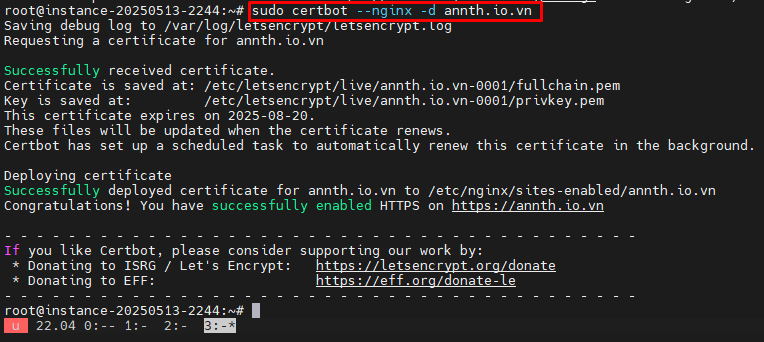 root@instance-20250513-2244:~# sudo certbot --nginx -d annth.io.vn
Saving debug log to /var/log/letsencrypt/letsencrypt.log
Requesting a certificate for annth.io.vn
Successfully received certificate.
Certificate is saved at: /etc/letsencrypt/live/annth.io.vn-0001/fullchain.pem
Key is saved at:         /etc/letsencrypt/live/annth.io.vn-0001/privkey.pem
This certificate expires on 2025-08-20.
These files will be updated when the certificate renews.
Certbot has set up a scheduled task to automatically renew this certificate in the background.
Deploying certificate
Successfully deployed certificate for annth.io.vn to /etc/nginx/sites-enabled/annth.io.vn
Congratulations! You have successfully enabled HTTPS on https://annth.io.vn
- - - - - - - - - - - - - - - - - - - - - - - - - - - - - - - - - - - - - - - -
If you like Certbot, please consider supporting our work by:
 * Donating to ISRG / Let's Encrypt:   https://letsencrypt.org/donate
 * Donating to EFF:                    https://eff.org/donate-le
- - - - - - - - - - - - - - - - - - - - - - - - - - - - - - - - - - - - - - - -
root@instance-20250513-2244:~#
u  22.04 0:-- 1:-  2:-  3:-*